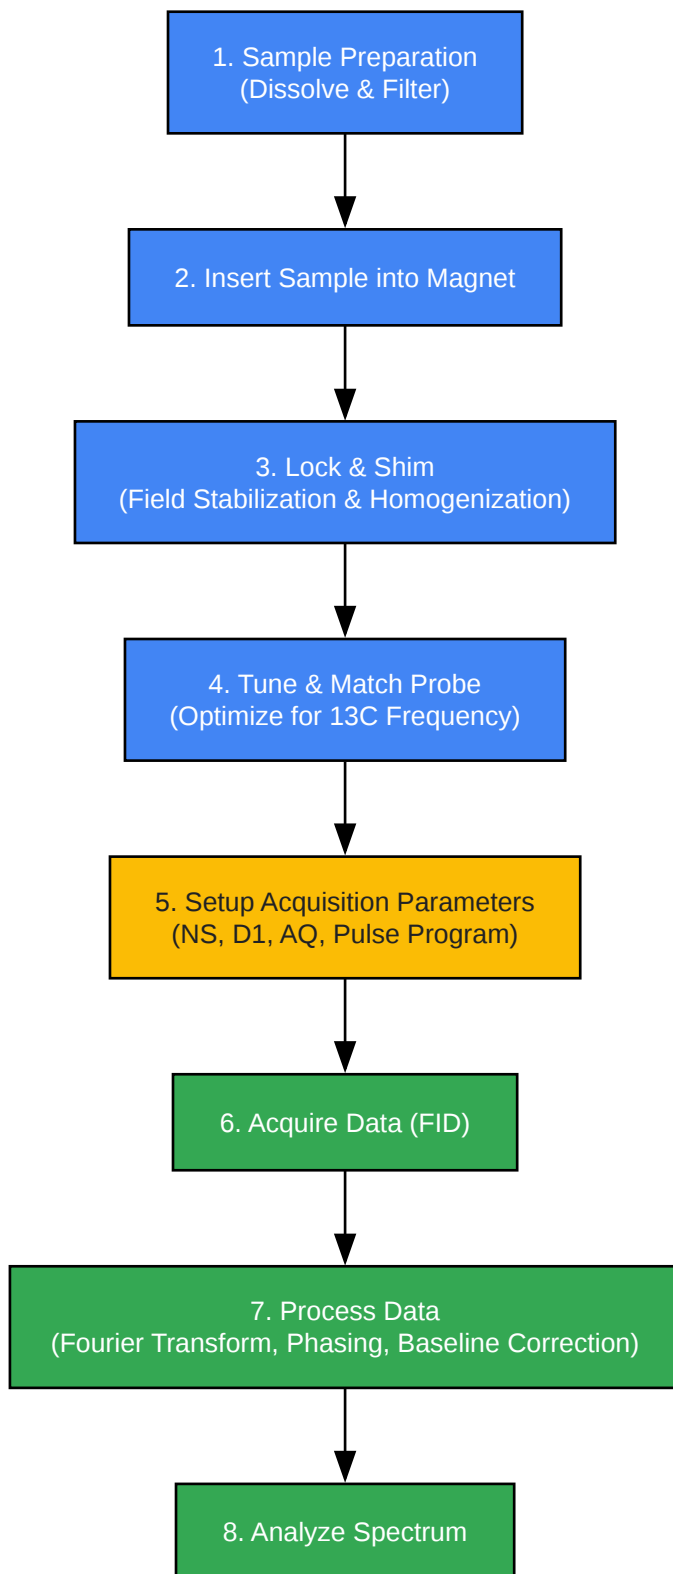 1. Sample Preparation
(Dissolve & Filter)
2. Insert Sample into Magnet
3. Lock & Shim
(Field Stabilization & Homogenization)
4. Tune & Match Probe
(Optimize for 13C Frequency)
5. Setup Acquisition Parameters
(NS, D1, AQ, Pulse Program)
6. Acquire Data (FID)
7. Process Data
(Fourier Transform, Phasing, Baseline Correction)
8. Analyze Spectrum